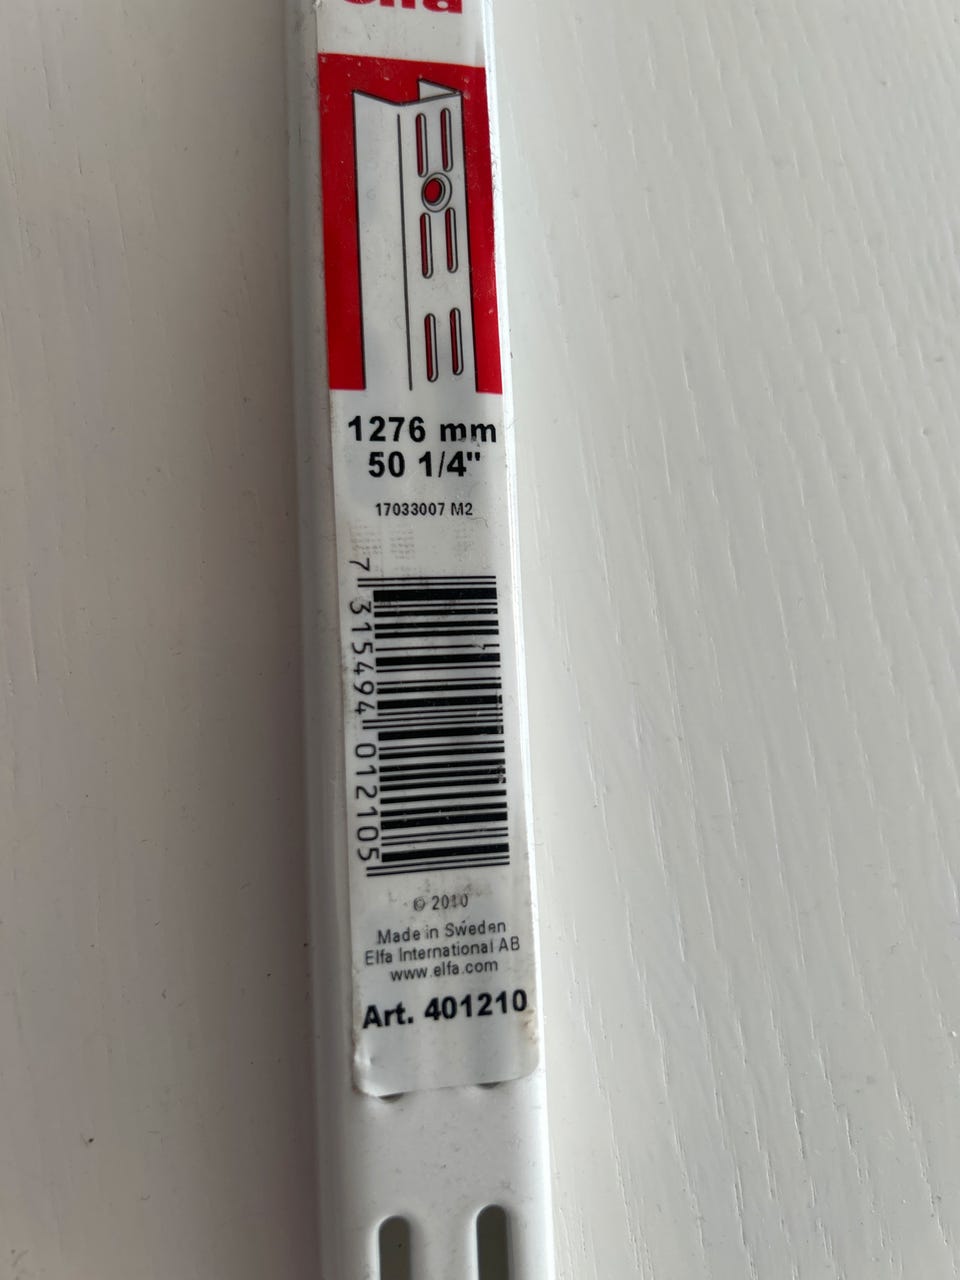 elfa
1276 mm
50 1/4"
17033007 M2
7 315494 012105
© 2010
Made in Sweden
Elfa International AB
www.elfa.com
Art. 401210